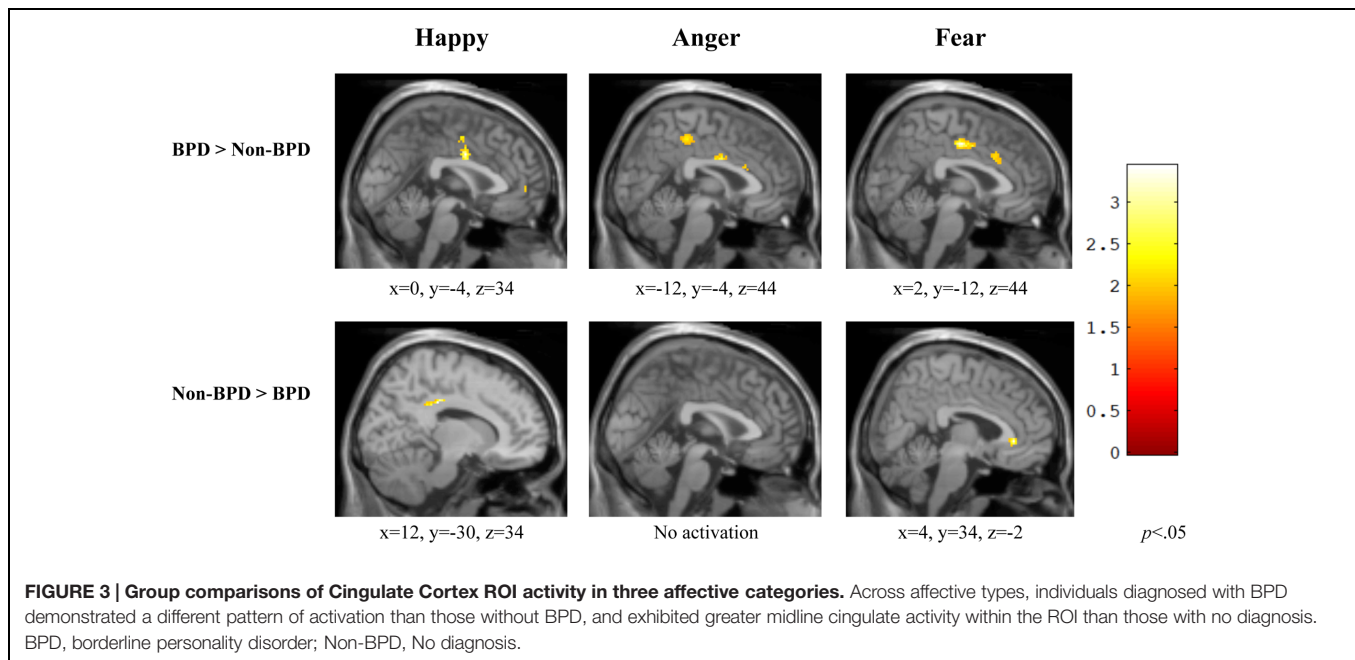 Happy Anger Fear
BPD > Non-BPD
x=0, y=-4, z=34 x=-12, y=-4, z=44 x=2, y=-12, z=44
3
2.5
2
1.5
1
0.5
0
Non-BPD > BPD
x=12, y=-30, z=34 No activation x=4, y=34, z=-2 p<.05
FIGURE 3 | Group comparisons of Cingulate Cortex ROI activity in three affective categories. Across affective types, individuals diagnosed with BPD
demonstrated a different pattern of activation than those without BPD, and exhibited greater midline cingulate activity within the ROI than those with no diagnosis.
BPD, borderline personality disorder; Non-BPD, No diagnosis.